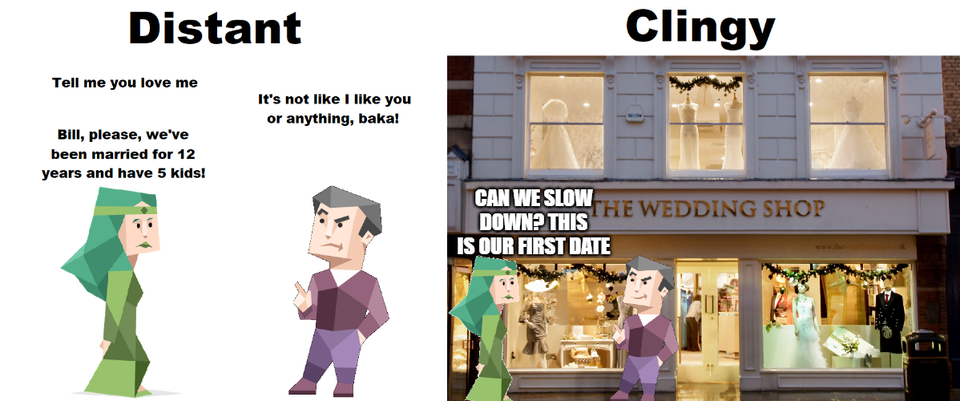 Distant
Tell me you love me
It's not like I like you
or anything, baka!
Bill, please, we've
been married for 12
years and have 5 kids!
Clingy
CAN WE SLOW
DOWN? THIS
IS OUR FIRST DATE
THE WEDDING SHOP